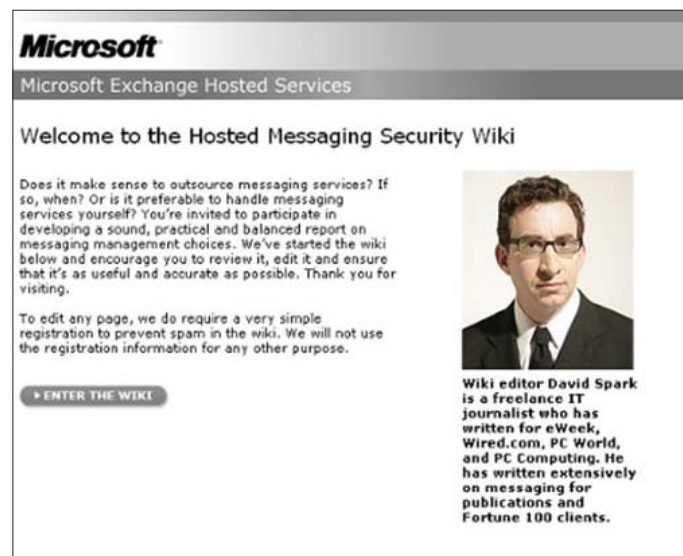 Microsoft
Microsoft Exchange Hosted Services
Welcome to the Hosted Messaging Security Wiki
Does it make sense to outsource messaging services? If
so, when? Or is it preferable to handle messaging
services yourself? You're invited to participate in
developing a sound, practical and balanced report on
messaging management choices. We've started the wiki
below and encourage you to review it, edit it and ensure
that it's as useful and accurate as possible. Thank you for
visiting.
To edit any page, we do require a very simple
registration to prevent spam in the wiki. We will not use
the registration information for any other purpose.
ENTER THE WIKI
Wiki editor David Spark
is a freelance IT
journalist who has
written for eWeek,
Wired.com, PC World,
and PC Computing. He
has written extensively
on messaging for
publications and
Fortune 100 clients.